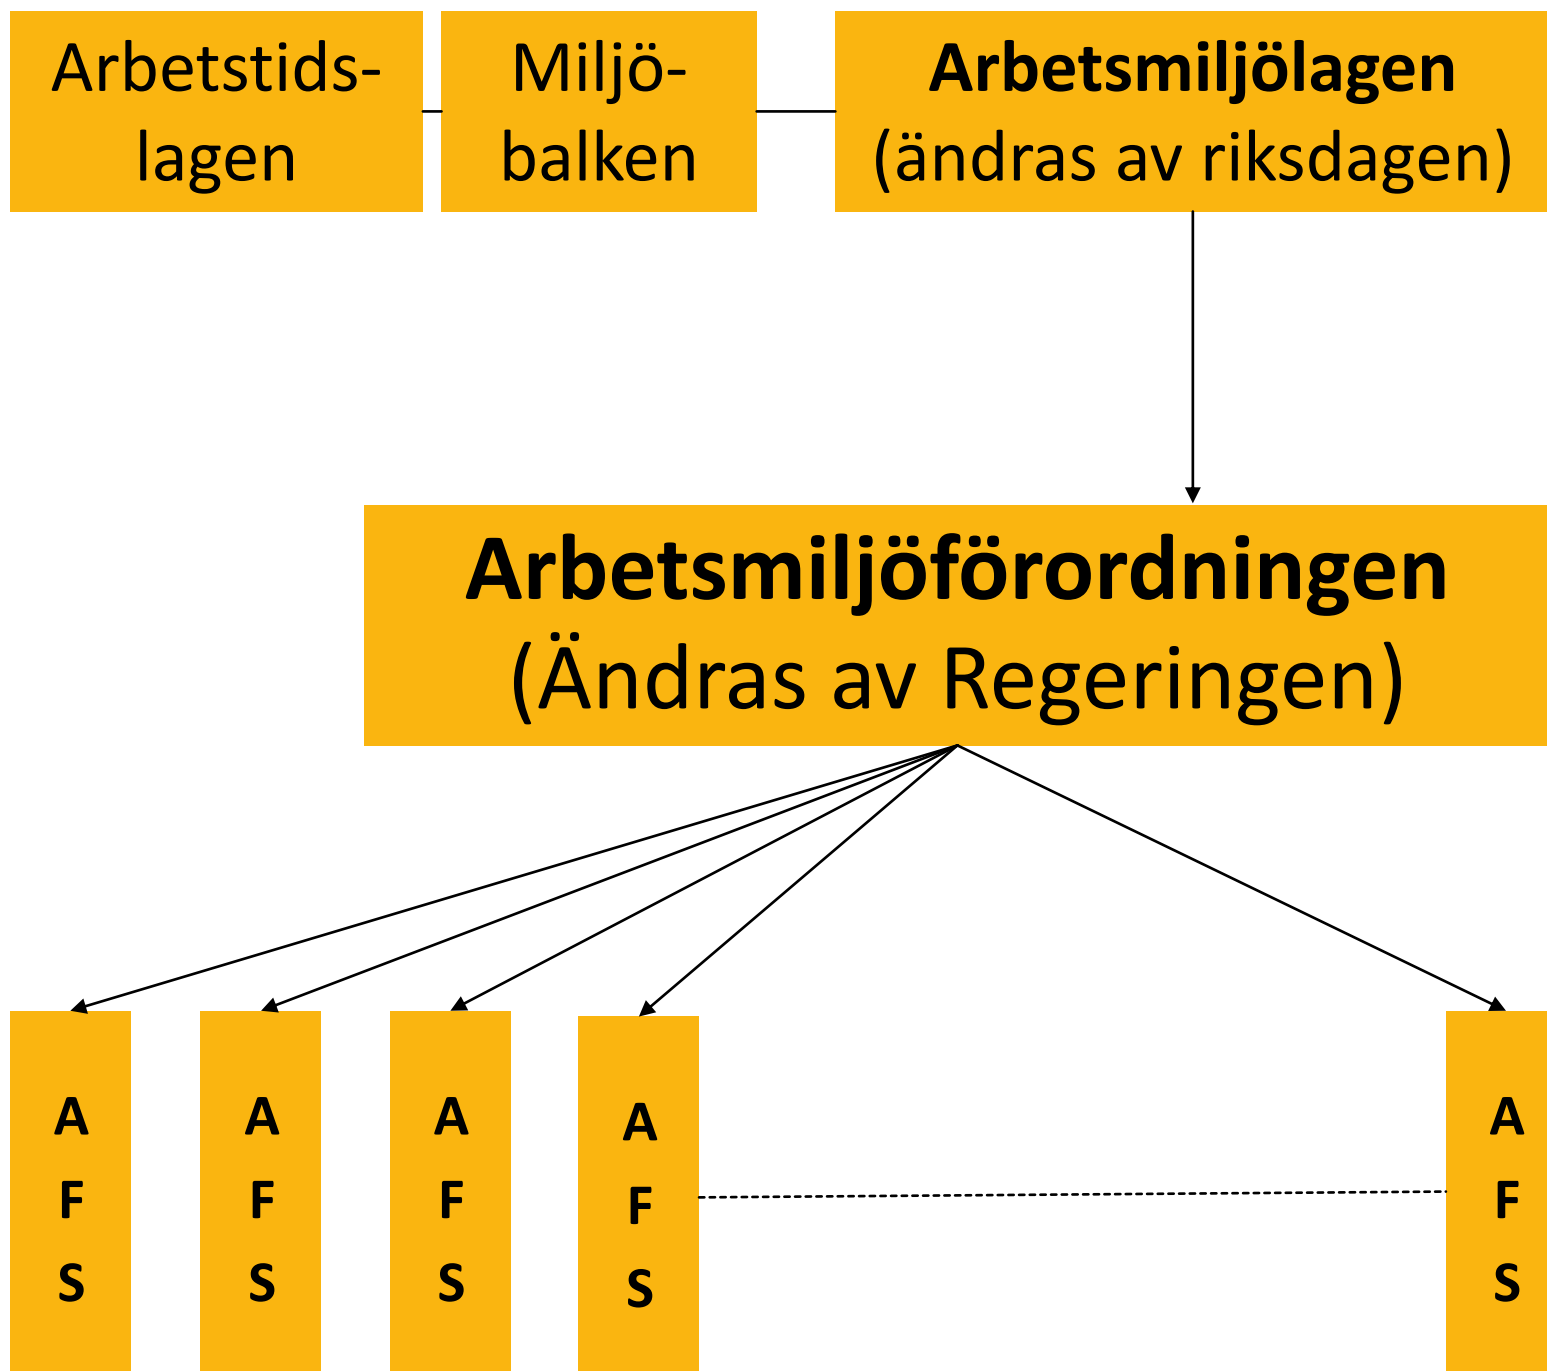 Arbetstids-
lagen
Miljö-
balken
Arbetsmiljölagen
(ändras av riksdagen)
Arbetsmiljöförordningen
(Ändras av Regeringen)
A
F
S
A
F
S
A
F
S
A
F
S
A
F
S